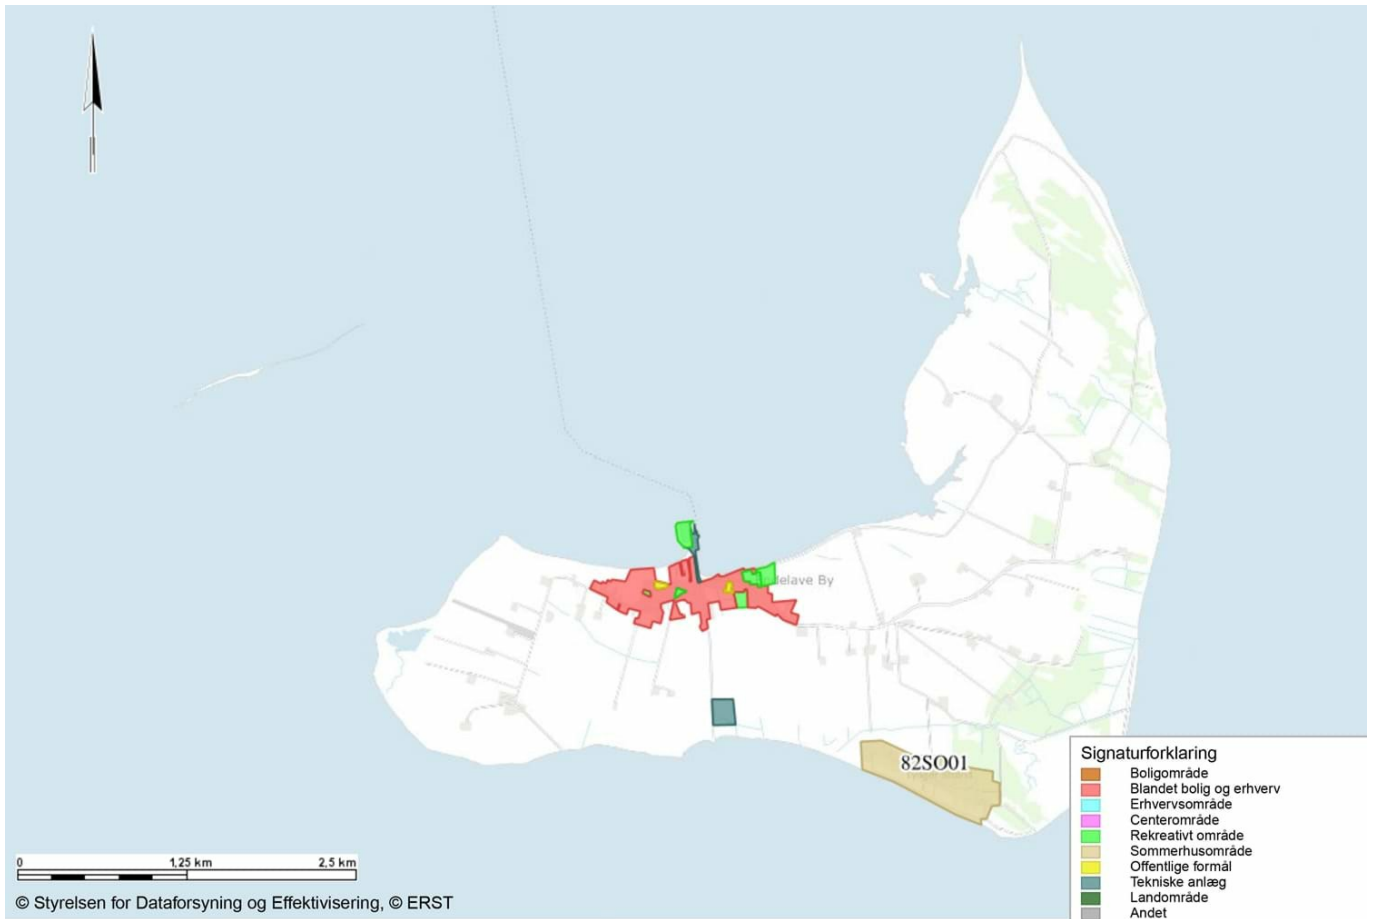 delave By
82SO01
Signaturforklaring
Boligområde
Blandet bolig og erhverv
Erhvervsområde
Centerområde
Rekreativt område
Sommerhusområde
Offentlige formål
Tekniske anlæg
Landområde
Andet
0 1,25 km 2,5 km
© Styrelsen for Dataforsyning og Effektivisering, © ERST